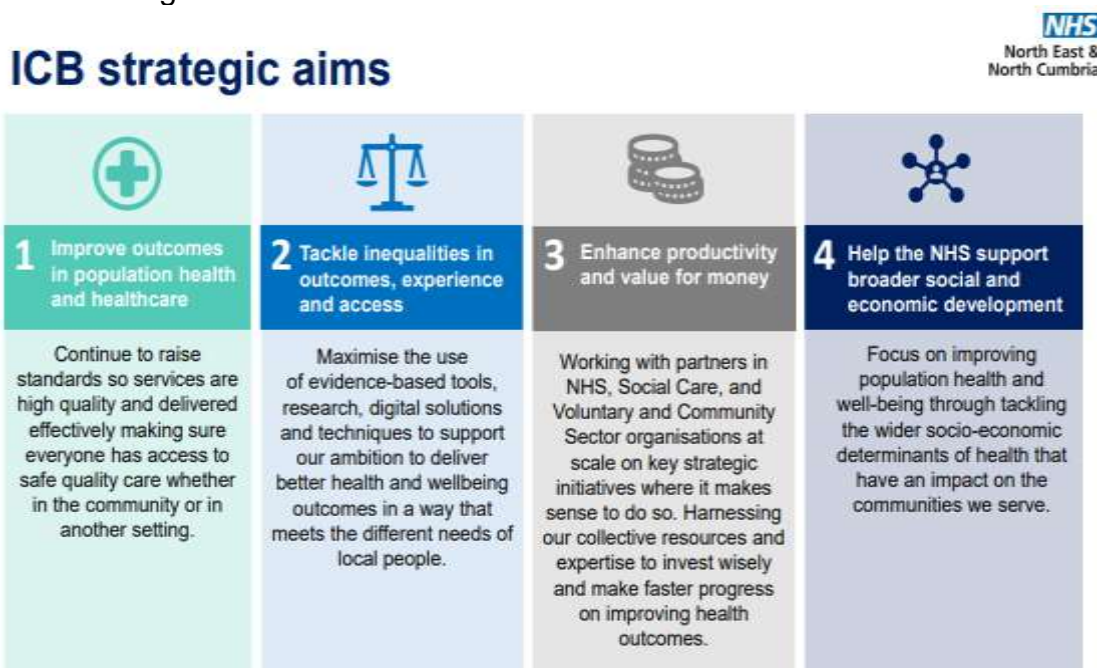 ICB strategic aims
NHS
North East &
North Cumbria
1 Improve outcomes
in population health
and healthcare
Continue to raise
standards so services are
high quality and delivered
effectively making sure
everyone has access to
safe quality care whether
in the community or in
another setting.
2 Tackle inequalities in
outcomes, experience
and access
Maximise the use
of evidence-based tools,
research, digital solutions
and techniques to support
our ambition to deliver
better health and wellbeing
outcomes in a way that
meets the different needs of
local people.
3 Enhance productivity
and value for money
Working with partners in
NHS, Social Care, and
Voluntary and Community
Sector organisations at
scale on key strategic
initiatives where it makes
sense to do so. Harnessing
our collective resources and
expertise to invest wisely
and make faster progress
on improving health
outcomes.
4 Help the NHS support
broader social and
economic development
Focus on improving
population health and
well-being through tackling
the wider socio-economic
determinants of health that
have an impact on the
communities we serve.